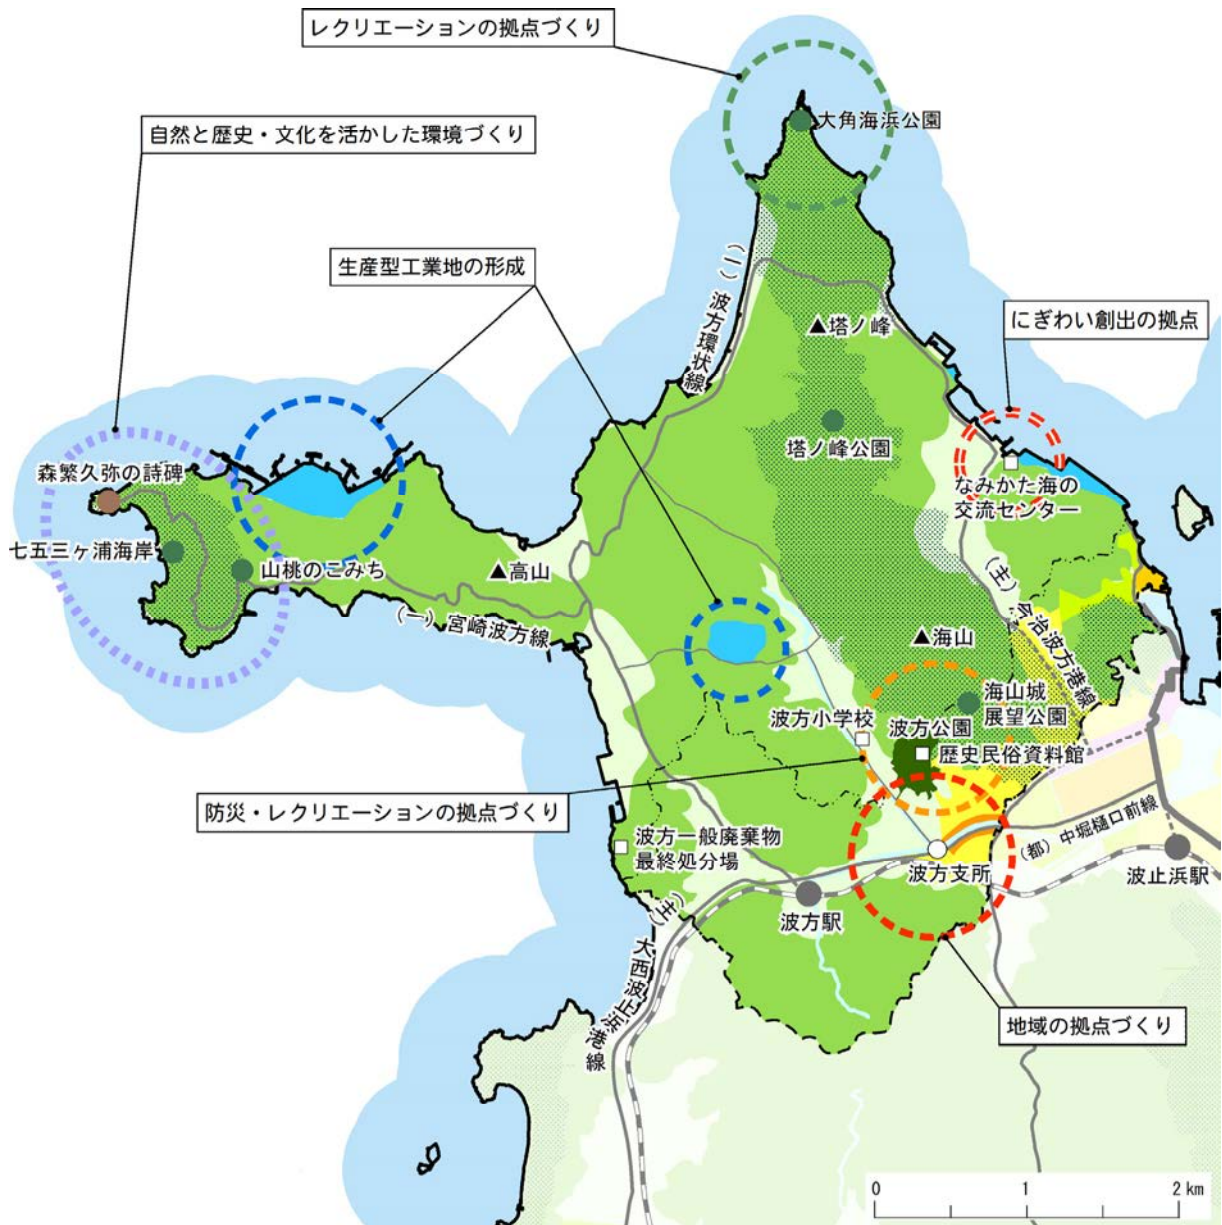 レクリエーションの拠点づくり
大角海浜公園
自然と歴史・文化を活かした環境づくり
生産型工業地の形成
(一)波方環状線
▲塔ノ峰
にぎわい創出の拠点
塔ノ峰公園
森繁久弥の詩碑
なみかた海の
交流センター
七五三ヶ浦海岸
山桃のこみち
▲高山
(一)宮崎波方線
(主)今治波方港線
▲海山
海山城
展望公園
波方小学校
波方公園
歴史民俗資料館
防災・レクリエーションの拠点づくり
波方一般廃棄物
最終処分場
(都)中堀樋口前線
波方支所
波止浜駅
波方駅
(主)大西波止浜港線
地域の拠点づくり
0 1 2 km